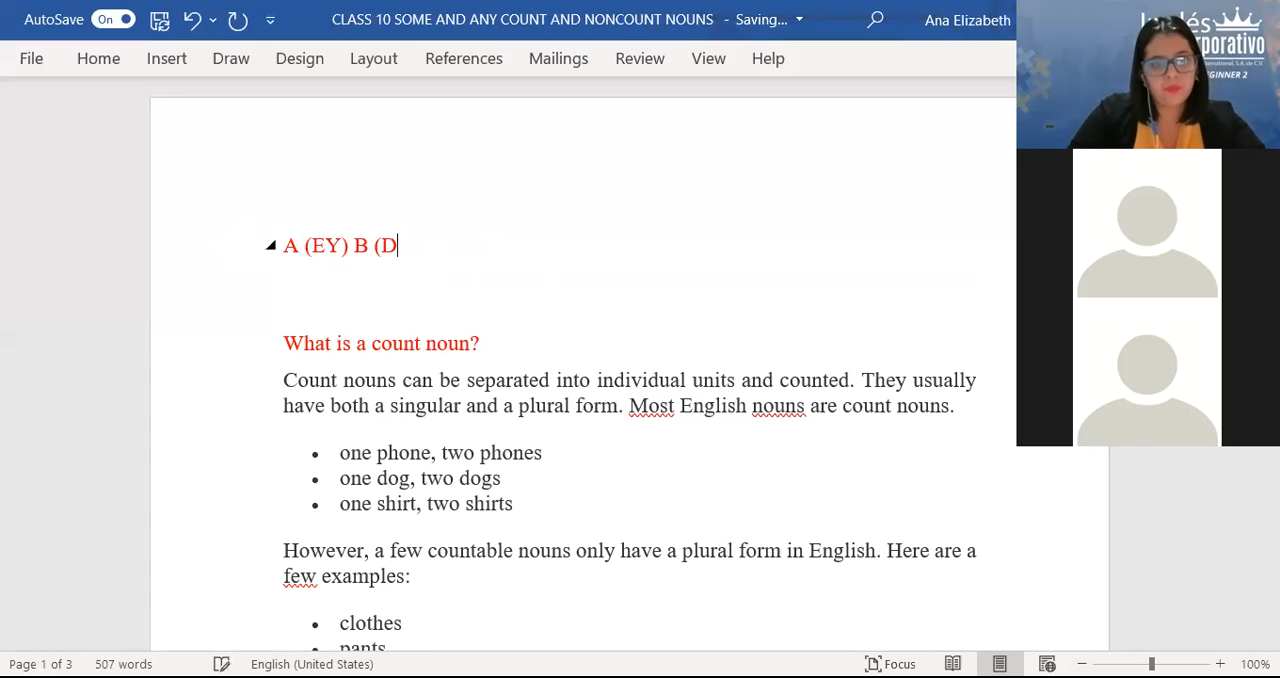 AutoSave On CLASS 10 SOME AND ANY COUNT AND NONCOUNT NOUNS - Saving... Ana Elizabeth
File Home Insert Draw Design Layout References Mailings Review View Help
International, S.A. de C.V.
A (EY) B (D
What is a count noun?
Count nouns can be separated into individual units and counted. They usually
have both a singular and a plural form. Most English nouns are count nouns.
• one phone, two phones
• one dog, two dogs
• one shirt, two shirts
However, a few countable nouns only have a plural form in English. Here are a
few examples:
• clothes
• pants
Page 1 of 3 507 words English (United States) Focus 100%